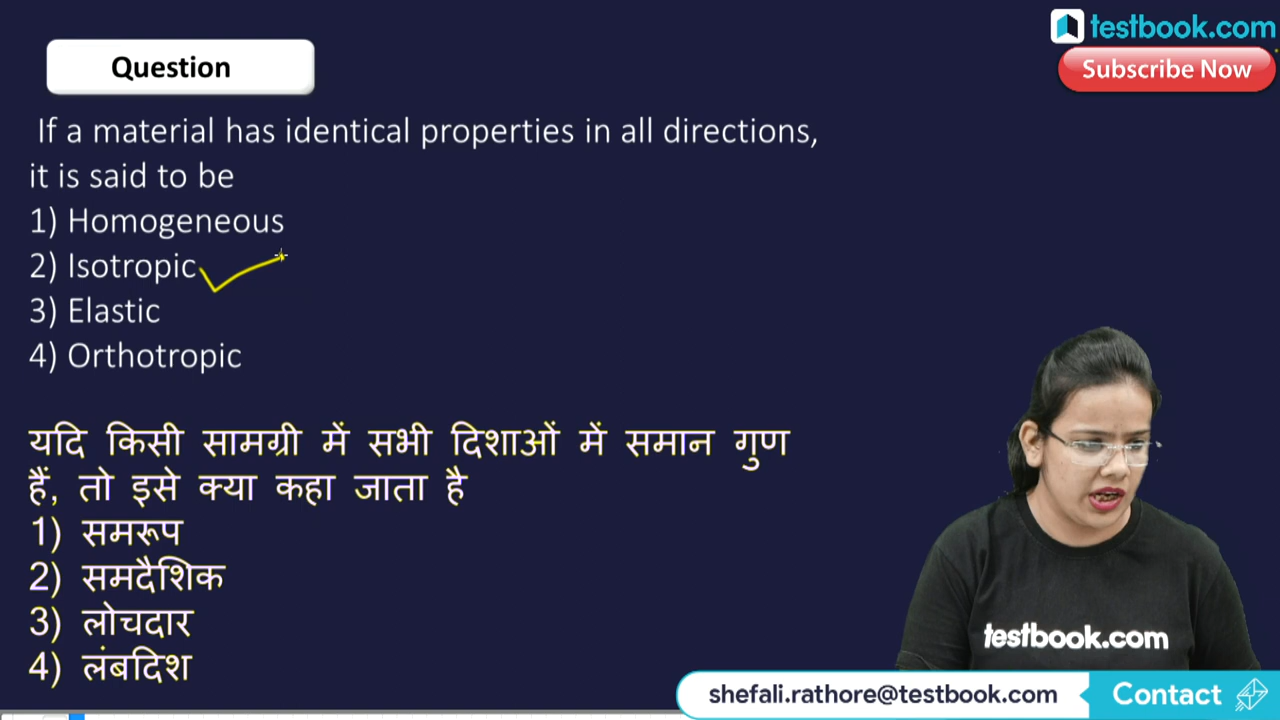 testbook.com
Subscribe Now
Question
If a material has identical properties in all directions,
it is said to be
1) Homogeneous
2) Isotropic
3) Elastic
4) Orthotropic
यदि किसी सामग्री में सभी दिशाओं में समान गुण
हैं, तो इसे क्या कहा जाता है
1) समरूप
2) समदैशिक
3) लोचदार
4) लंबदिश
testbook.com
shefali.rathore@testbook.com
Contact